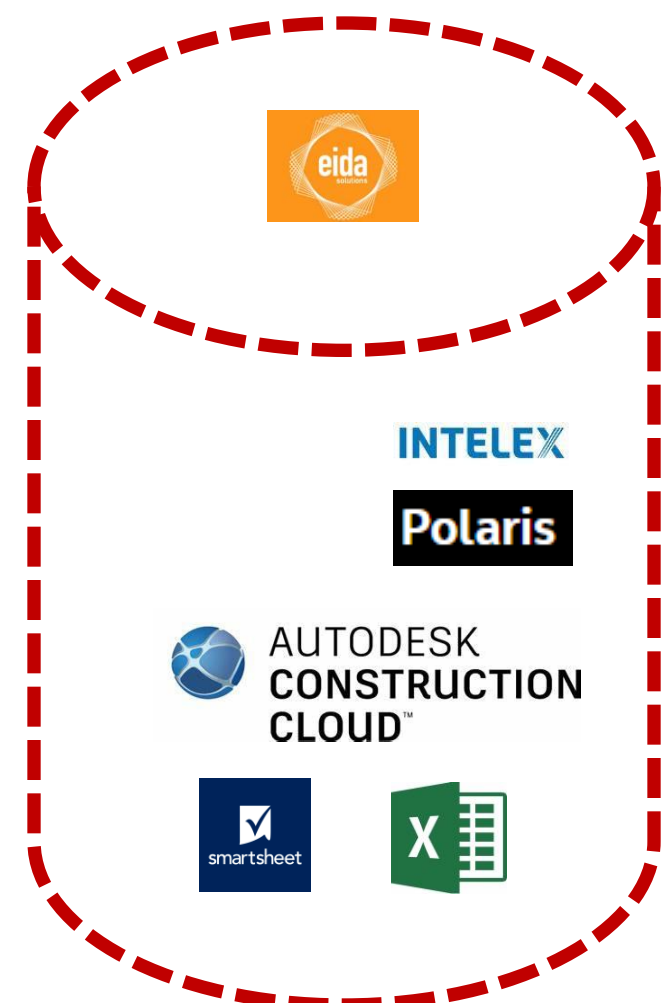 eida
solutions
INTELEX
Polaris
AUTODESK
CONSTRUCTION
CLOUD™
smartsheet
X